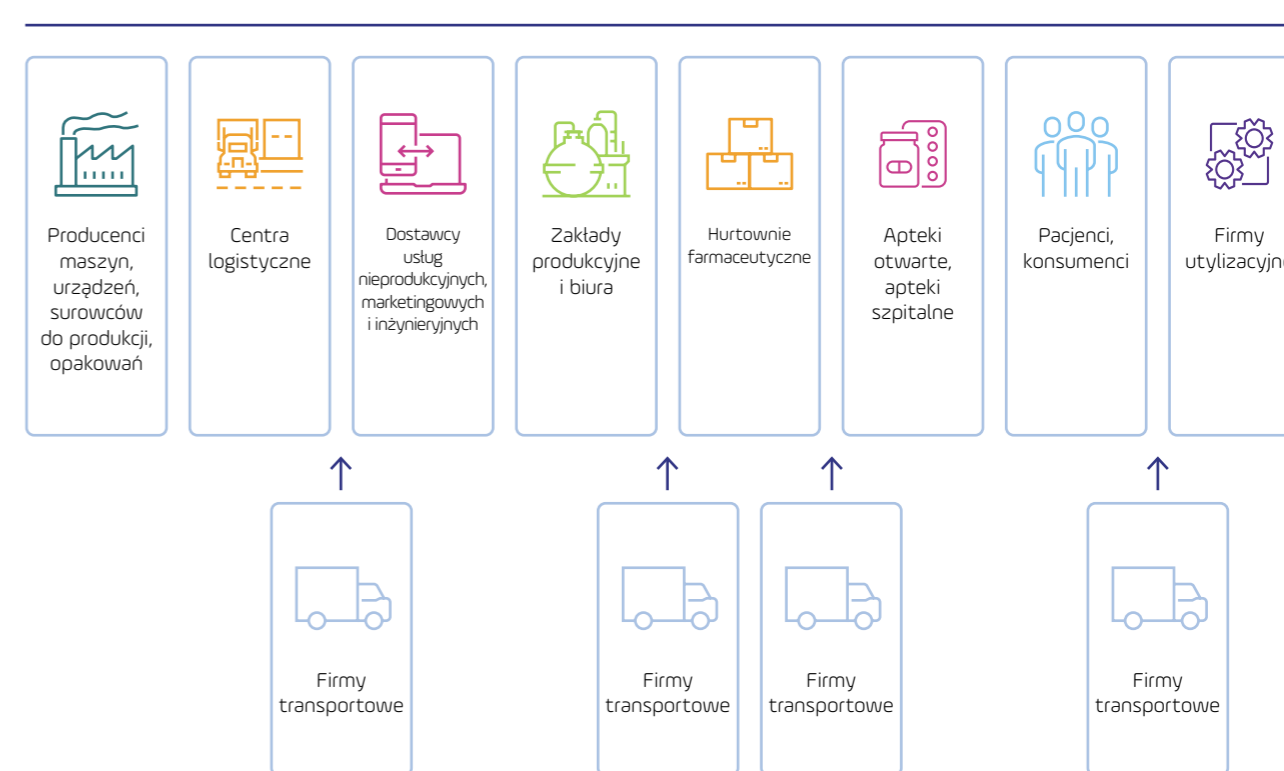 Producenci
maszyn,
urządzeń,
surowców
do produkcji,
opakowań
Centra
logistyczne
Dostawcy
usług
nieprodukcyjnych,
marketingowych
i inżynieryjnych
Zakłady
produkcyjne
i biura
Hurtownie
farmaceutyczne
Apteki
otwarte,
apteki
szpitalne
Pacjenci,
konsumenci
Firmy
utylizacyjne
Firmy
transportowe
Firmy
transportowe
Firmy
transportowe
Firmy
transportowe